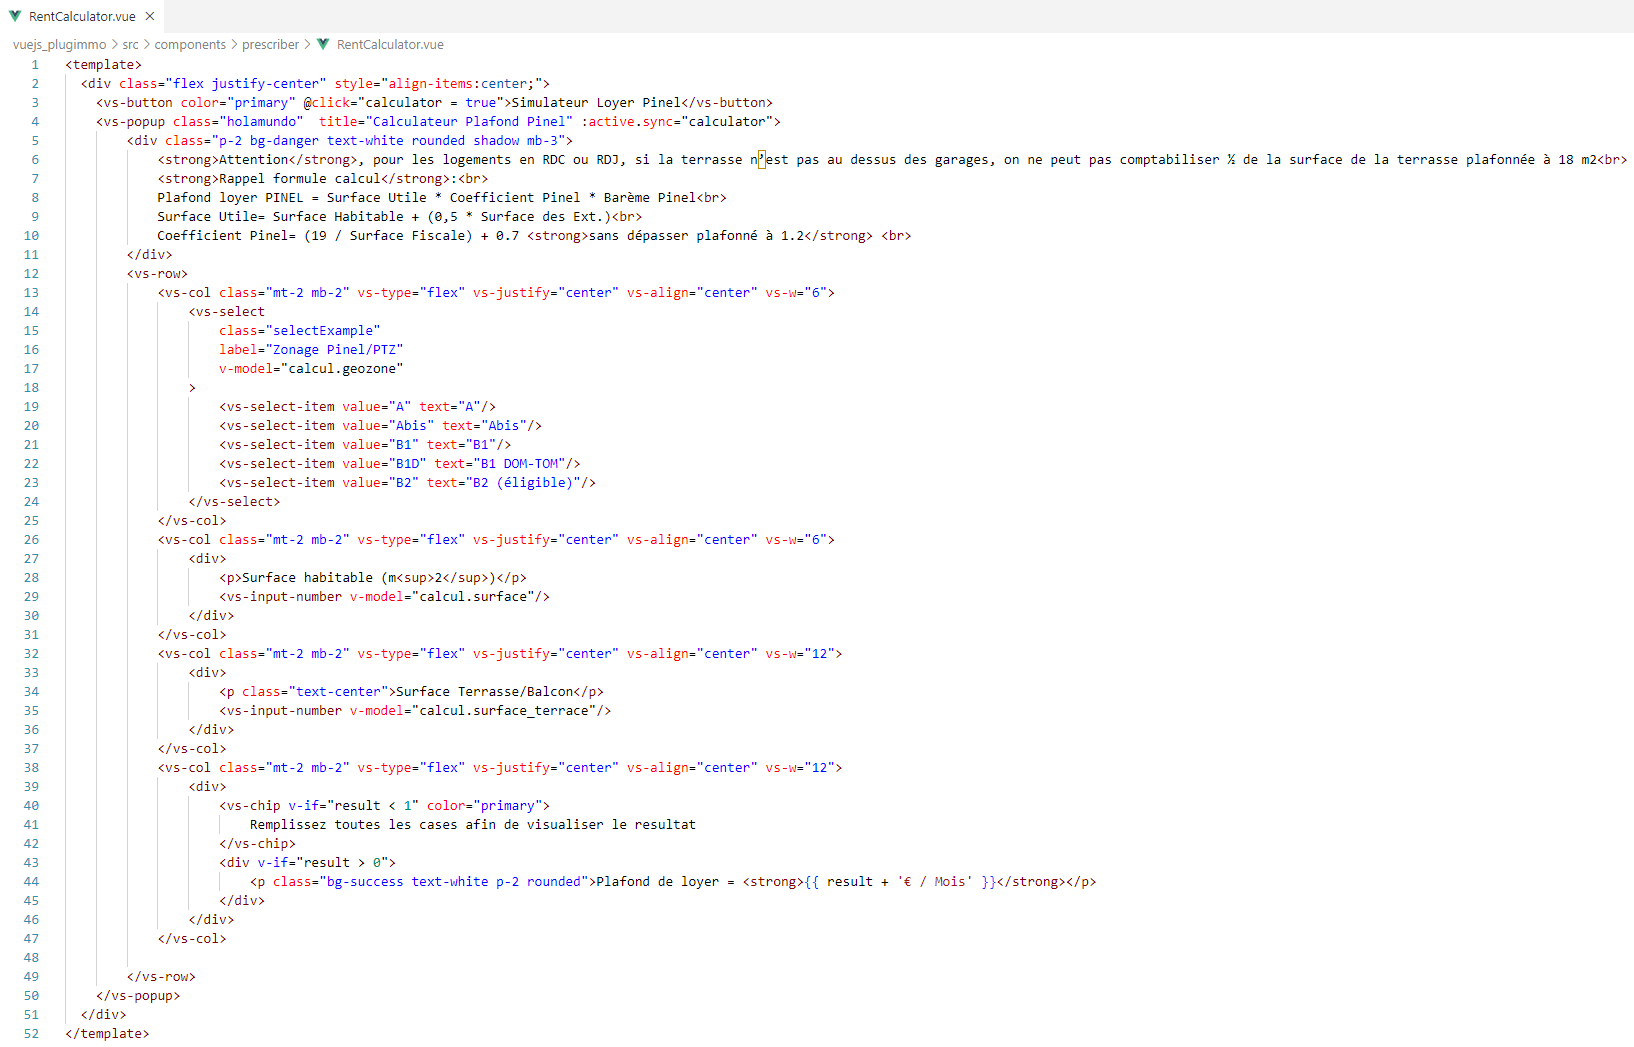 RentCalculator.vue
vuejs_plugimmo > src > components > prescriber > RentCalculator.vue
1 <template>
2 <div class="flex justify-center" style="align-items:center;">
3 <vs-button color="primary" @click="calculator = true">Simulateur Loyer Pinel</vs-button>
4 <vs-popup class="holamundo"  title="Calculateur Plafond Pinel" :active.sync="calculator">
5 <div class="p-2 bg-danger text-white rounded shadow mb-3">
6 <strong>Attention</strong>, pour les logements en RDC ou RDJ, si la terrasse n’est pas au dessus des garages, on ne peut pas comptabiliser ½ de la surface de la terrasse plafonnée à 18 m2<br>
7 <strong>Rappel formule calcul</strong>:<br>
8 Plafond loyer PINEL = Surface Utile * Coefficient Pinel * Barème Pinel<br>
9 Surface Utile= Surface Habitable + (0,5 * Surface des Ext.)<br>
10 Coefficient Pinel= (19 / Surface Fiscale) + 0.7 <strong>sans dépasser plafonné à 1.2</strong> <br>
11 </div>
12 <vs-row>
13 <vs-col class="mt-2 mb-2" vs-type="flex" vs-justify="center" vs-align="center" vs-w="6">
14 <vs-select
15 class="selectExample"
16 label="Zonage Pinel/PTZ"
17 v-model="calcul.geozone"
18 >
19 <vs-select-item value="A" text="A"/>
20 <vs-select-item value="Abis" text="Abis"/>
21 <vs-select-item value="B1" text="B1"/>
22 <vs-select-item value="B1D" text="B1 DOM-TOM"/>
23 <vs-select-item value="B2" text="B2 (éligible)"/>
24 </vs-select>
25 </vs-col>
26 <vs-col class="mt-2 mb-2" vs-type="flex" vs-justify="center" vs-align="center" vs-w="6">
27 <div>
28 <p>Surface habitable (m<sup>2</sup>)</p>
29 <vs-input-number v-model="calcul.surface"/>
30 </div>
31 </vs-col>
32 <vs-col class="mt-2 mb-2" vs-type="flex" vs-justify="center" vs-align="center" vs-w="12">
33 <div>
34 <p class="text-center">Surface Terrasse/Balcon</p>
35 <vs-input-number v-model="calcul.surface_terrace"/>
36 </div>
37 </vs-col>
38 <vs-col class="mt-2 mb-2" vs-type="flex" vs-justify="center" vs-align="center" vs-w="12">
39 <div>
40 <vs-chip v-if="result < 1" color="primary">
41 Remplissez toutes les cases afin de visualiser le resultat
42 </vs-chip>
43 <div v-if="result > 0">
44 <p class="bg-success text-white p-2 rounded">Plafond de loyer = <strong>{{ result + '€ / Mois' }}</strong></p>
45 </div>
46 </div>
47 </vs-col>
48
49 </vs-row>
50 </vs-popup>
51 </div>
52 </template>